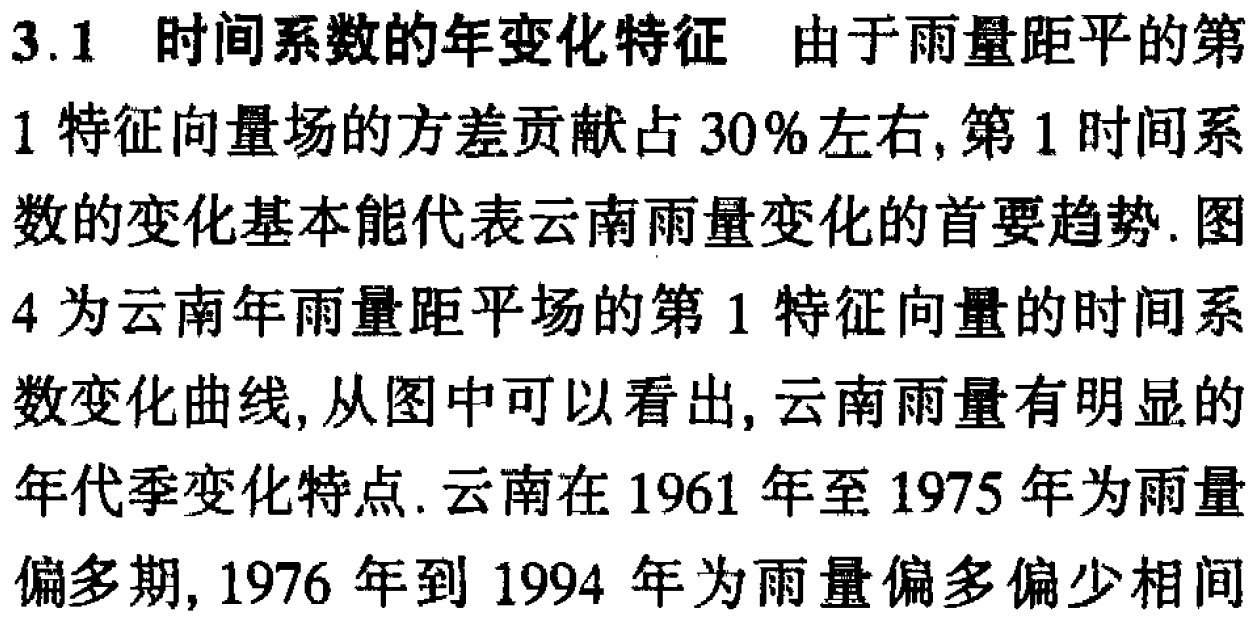 3.1 时间系数的年变化特征 由于雨量距平的第
1 特征向量场的方差贡献占 30%左右,第 1 时间系
数的变化基本能代表云南雨量变化的首要趋势.图
4 为云南年雨量距平场的第 1 特征向量的时间系
数变化曲线,从图中可以看出,云南雨量有明显的
年代季变化特点.云南在 1961 年至 1975 年为雨量
偏多期,1976 年到 1994 年为雨量偏多偏少相间